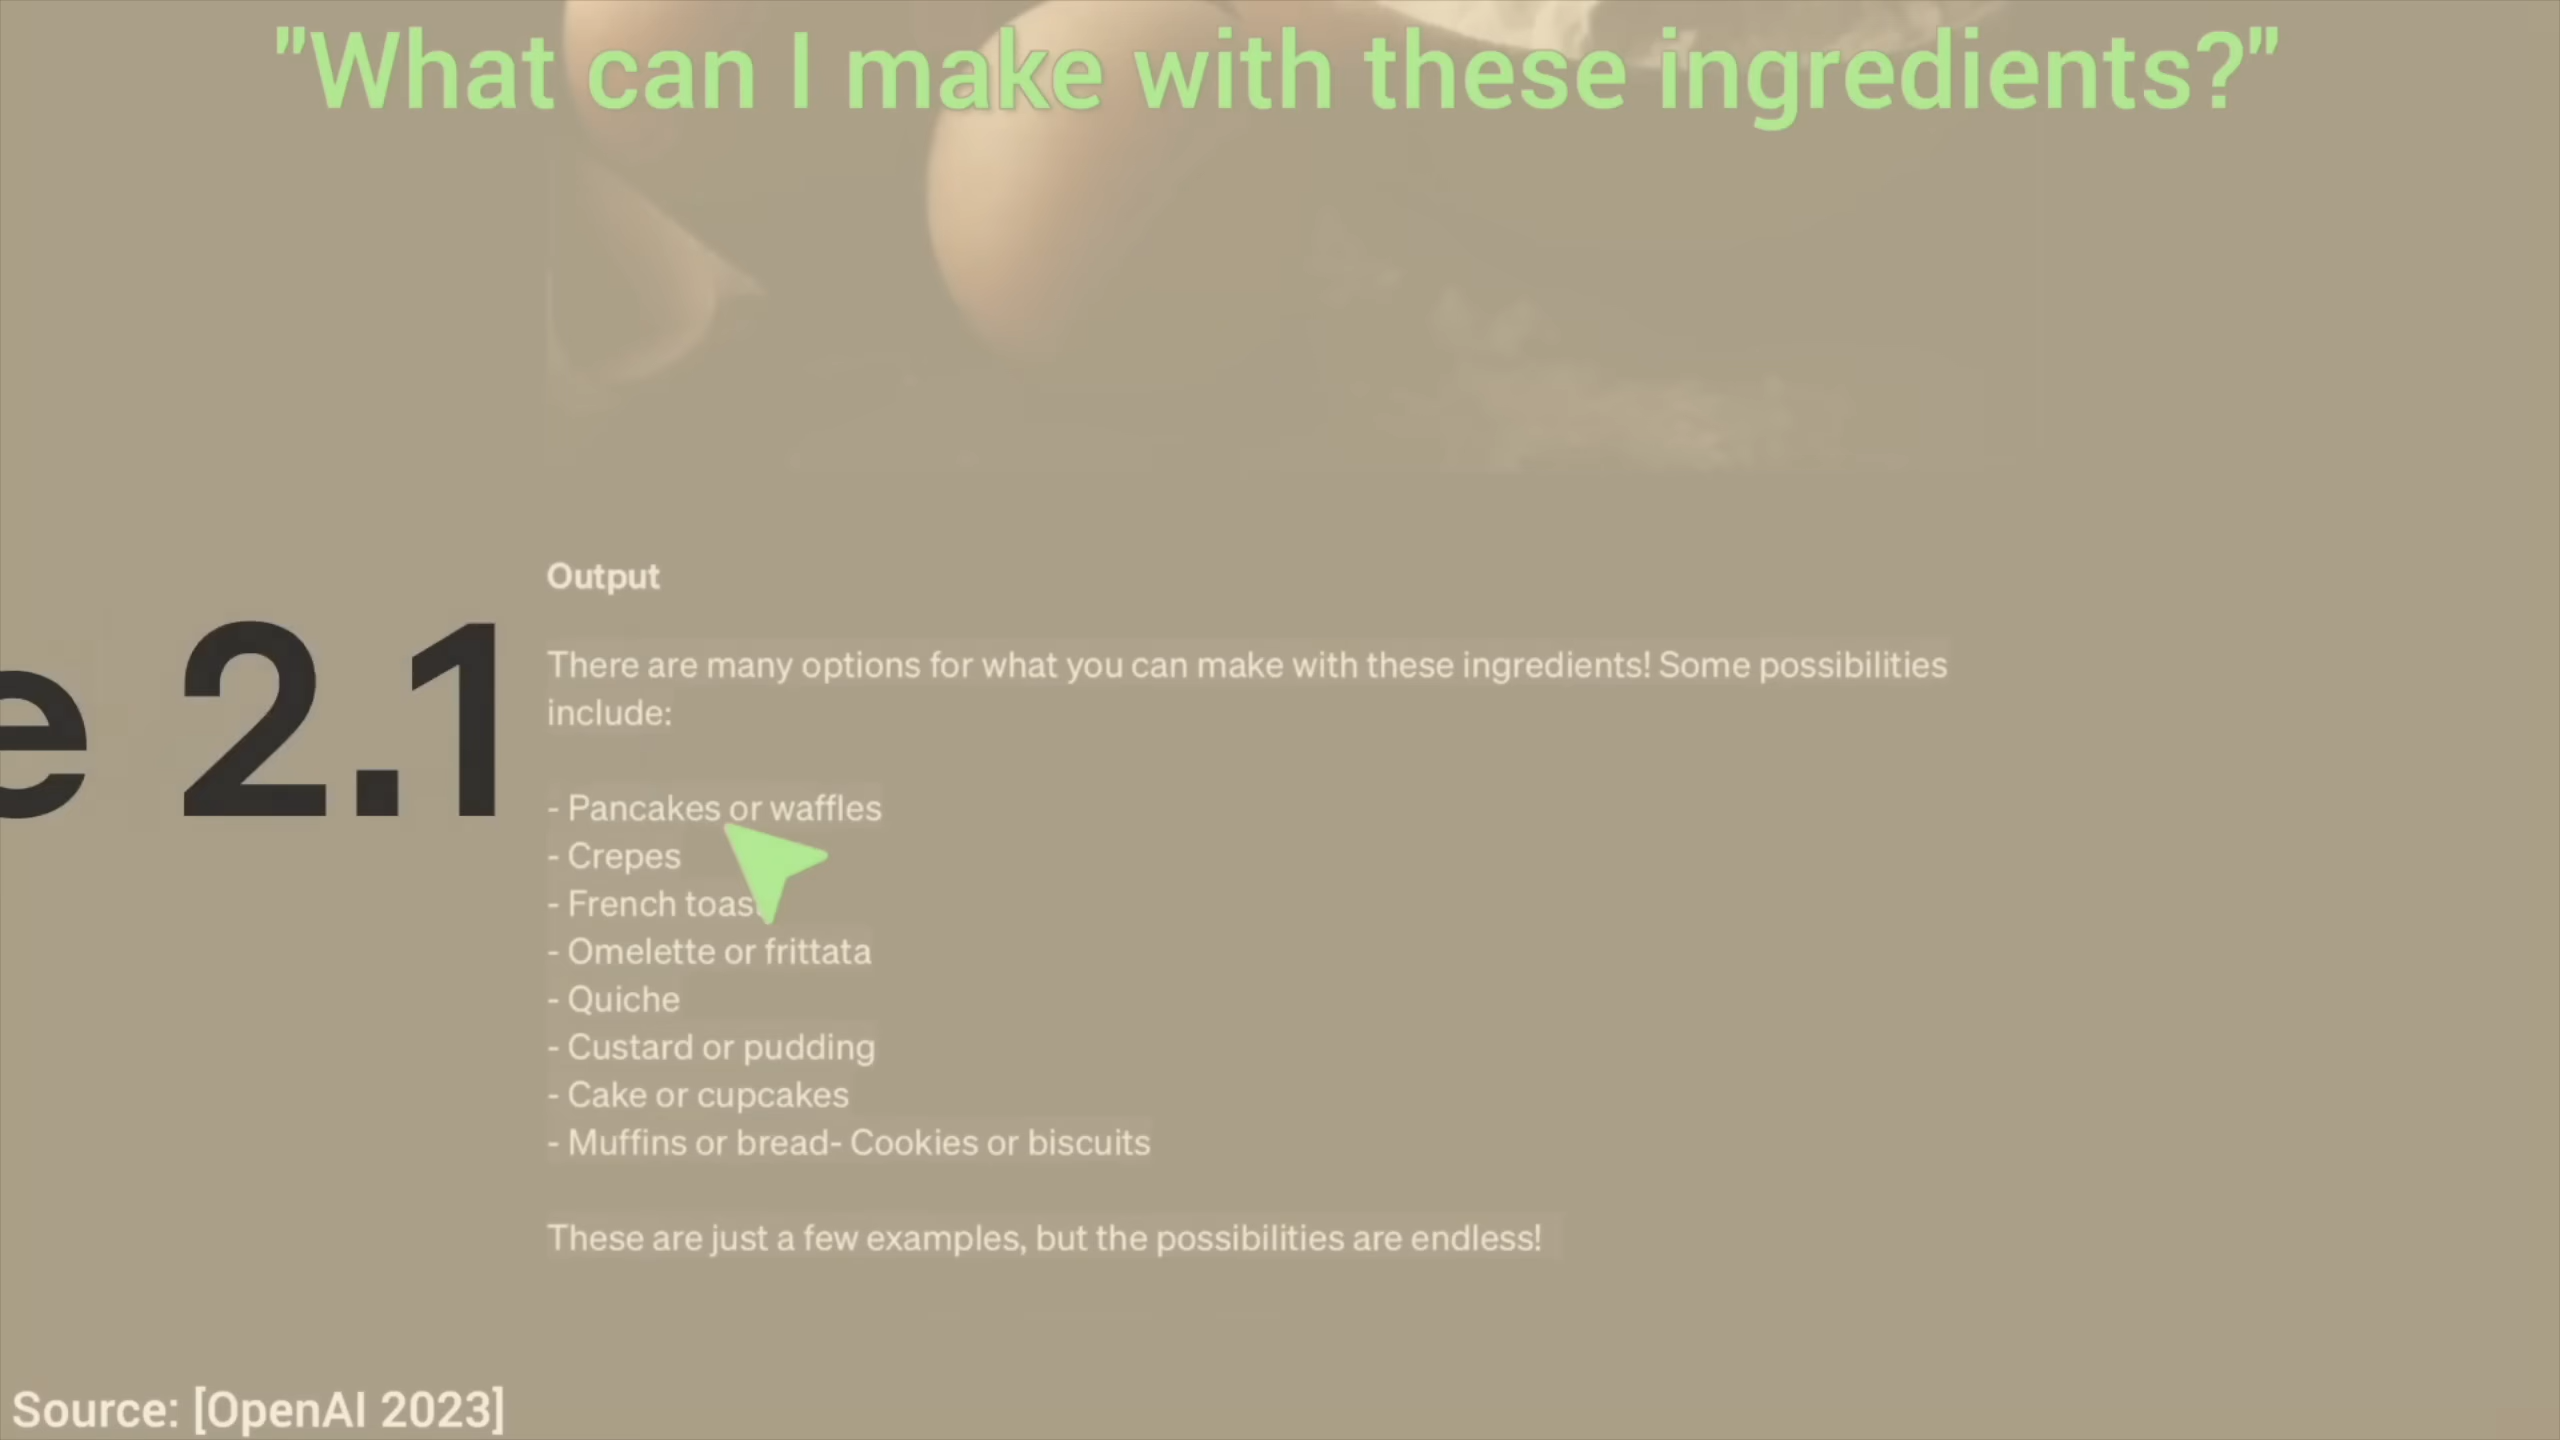 "What can I make with these ingredients?"
Output
e 2.1
There are many options for what you can make with these ingredients! Some possibilities
include:
- Pancakes or waffles
- Crepes
- French toast
- Omelette or frittata
- Quiche
- Custard or pudding
- Cake or cupcakes
- Muffins or bread- Cookies or biscuits
These are just a few examples, but the possibilities are endless!
Source: [OpenAI 2023]